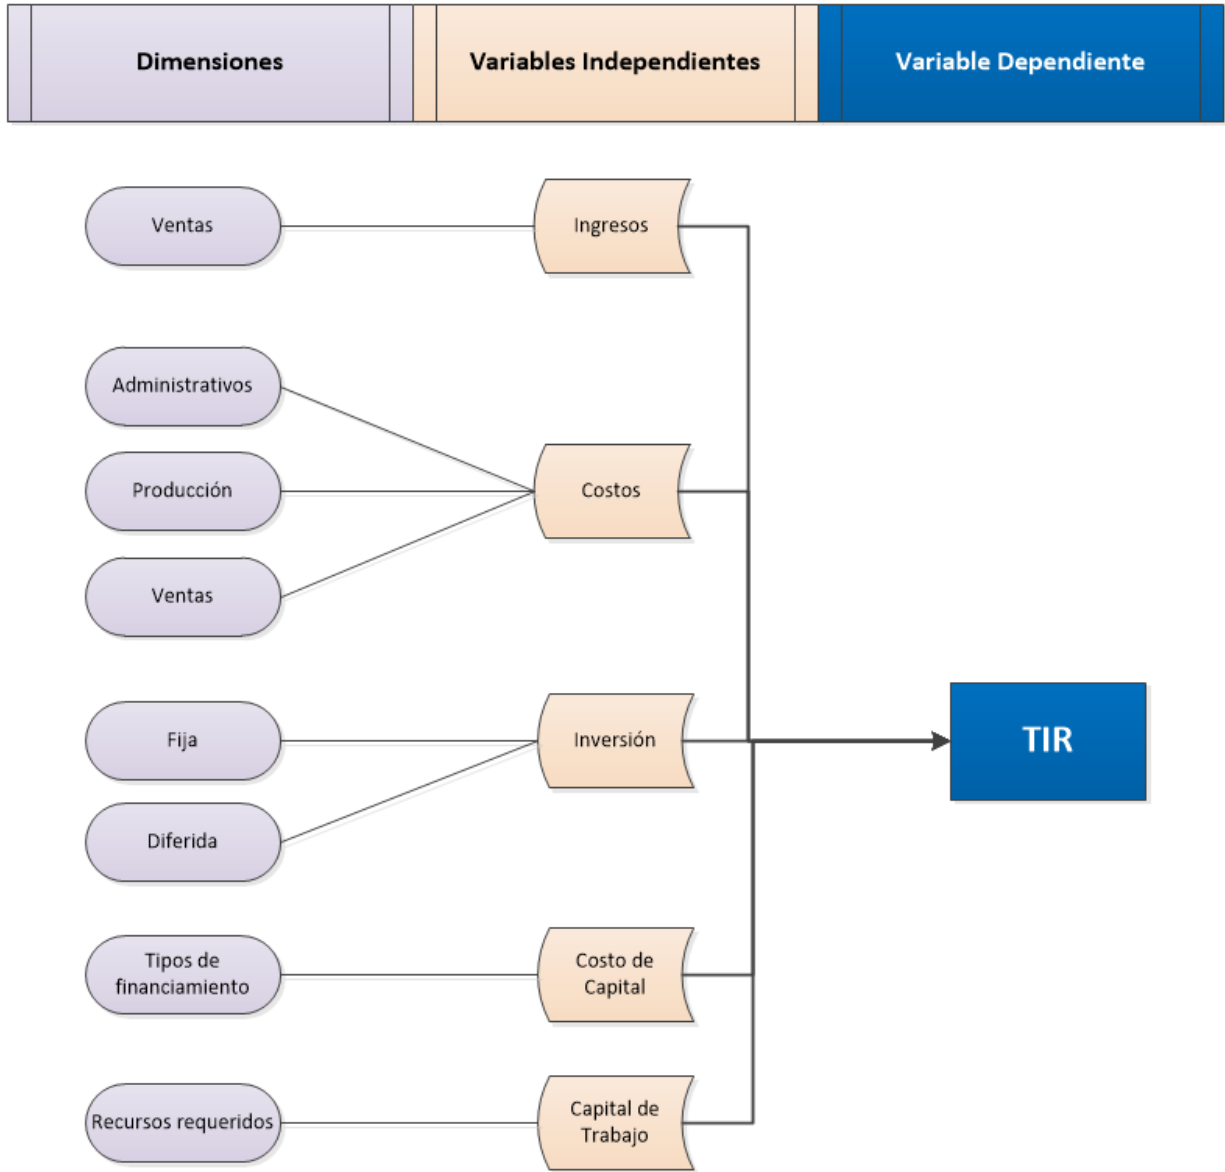 Dimensiones
Variables Independientes
Variable Dependiente
Ventas
Ingresos
Administrativos
Producción
Costos
Ventas
Fija
Inversión
TIR
Diferida
Tipos de
financiamiento
Costo de
Capital
Recursos requeridos
Capital de
Trabajo